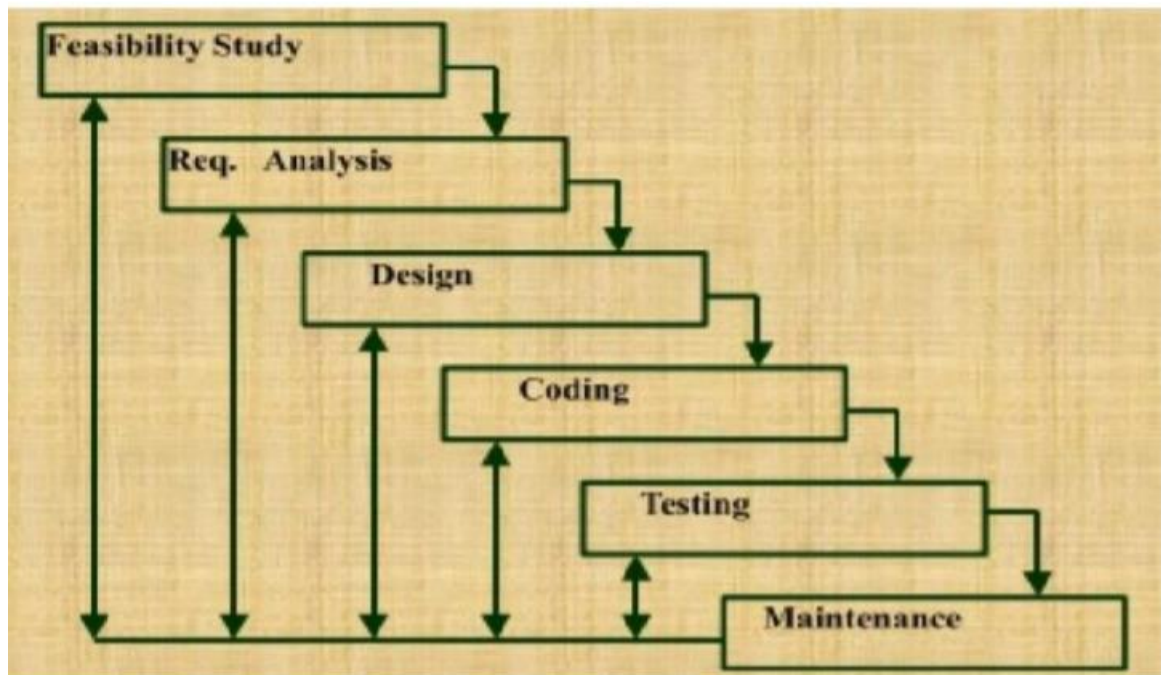 Feasibility Study
Req. Analysis
Design
Coding
Testing
Maintenance